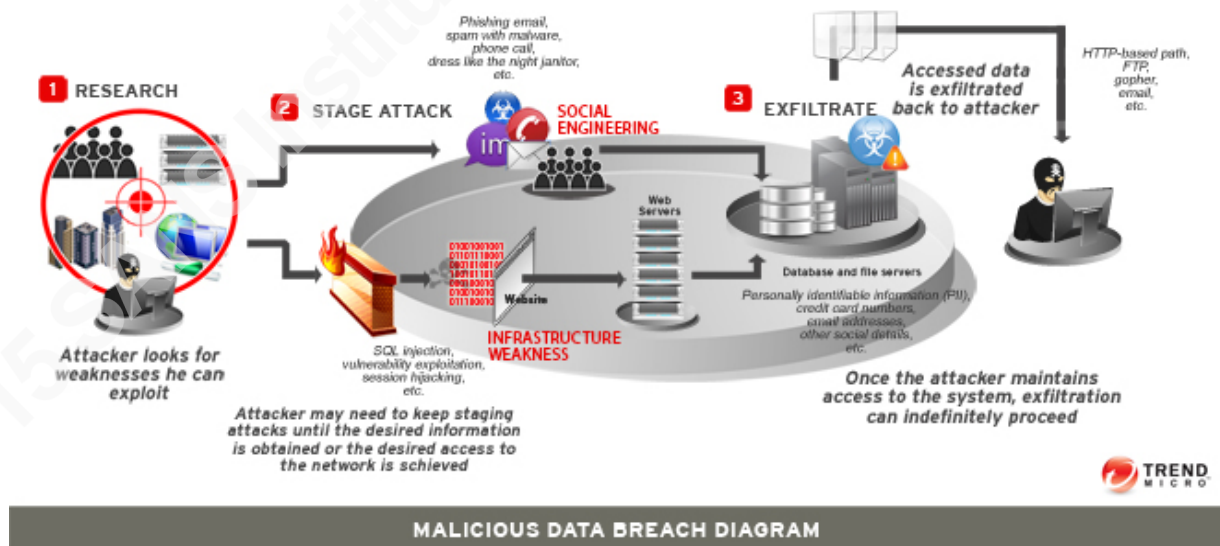 Phishing email,
spam with malware,
phone call,
dress like the night janitor,
etc.
1 RESEARCH
2 STAGE ATTACK
SOCIAL
ENGINEERING
im
3 EXFILTRATE
Accessed data
is exfiltrated
back to attacker
HTTP-based path,
FTP,
gopher,
email,
etc.
Attacker looks for
weaknesses he can
exploit
Website
INFRASTRUCTURE
WEAKNESS
SQL injection,
vulnerability exploitation,
session hijacking,
etc.
Attacker may need to keep staging
attacks until the desired information
is obtained or the desired access to
the network is achieved
Web
Servers
Database and file servers
Personally identifiable information (PII),
credit card numbers,
email addresses,
other social details,
etc.
Once the attacker maintains
access to the system, exfiltration
can indefinitely proceed
TREND
MICRO
MALICIOUS DATA BREACH DIAGRAM